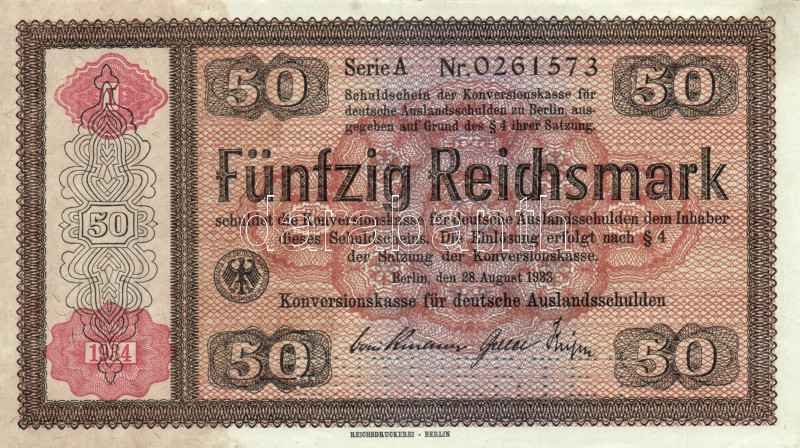 50 Serie A Nr. 0261573 50
Schuldschein der Konversionskasse für
deutsche Auslandsschulden zu Berlin, aus-
gegeben auf Grund des § 4 ihrer Satzung.
Fünfzig Reichsmark
schuldet die Konversionskasse für deutsche Auslandsschulden dem Inhaber
dieses Schuldscheins. Die Einlösung erfolgt nach § 4
der Satzung der Konversionskasse.
Berlin, den 28. August 1933
Konversionskasse für deutsche Auslandsschulden
50 50
A
50
1934
REICHSDRUCKEREI - BERLIN
darabanth